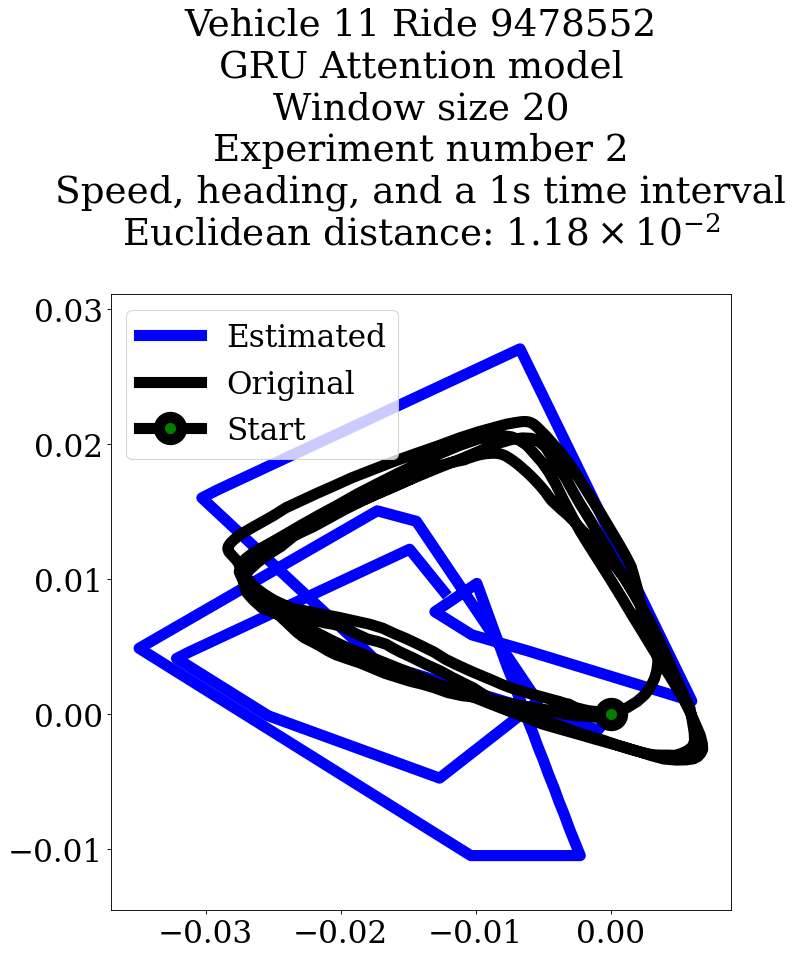 Vehicle 11 Ride 9478552
GRU Attention model
Window size 20
Experiment number 2
Speed, heading, and a 1s time interval
Euclidean distance: 1.18 × 10⁻²
0.03
Estimated
Original
0.02
Start
0.01
0.00
−0.01
−0.03 −0.02 −0.01 0.00